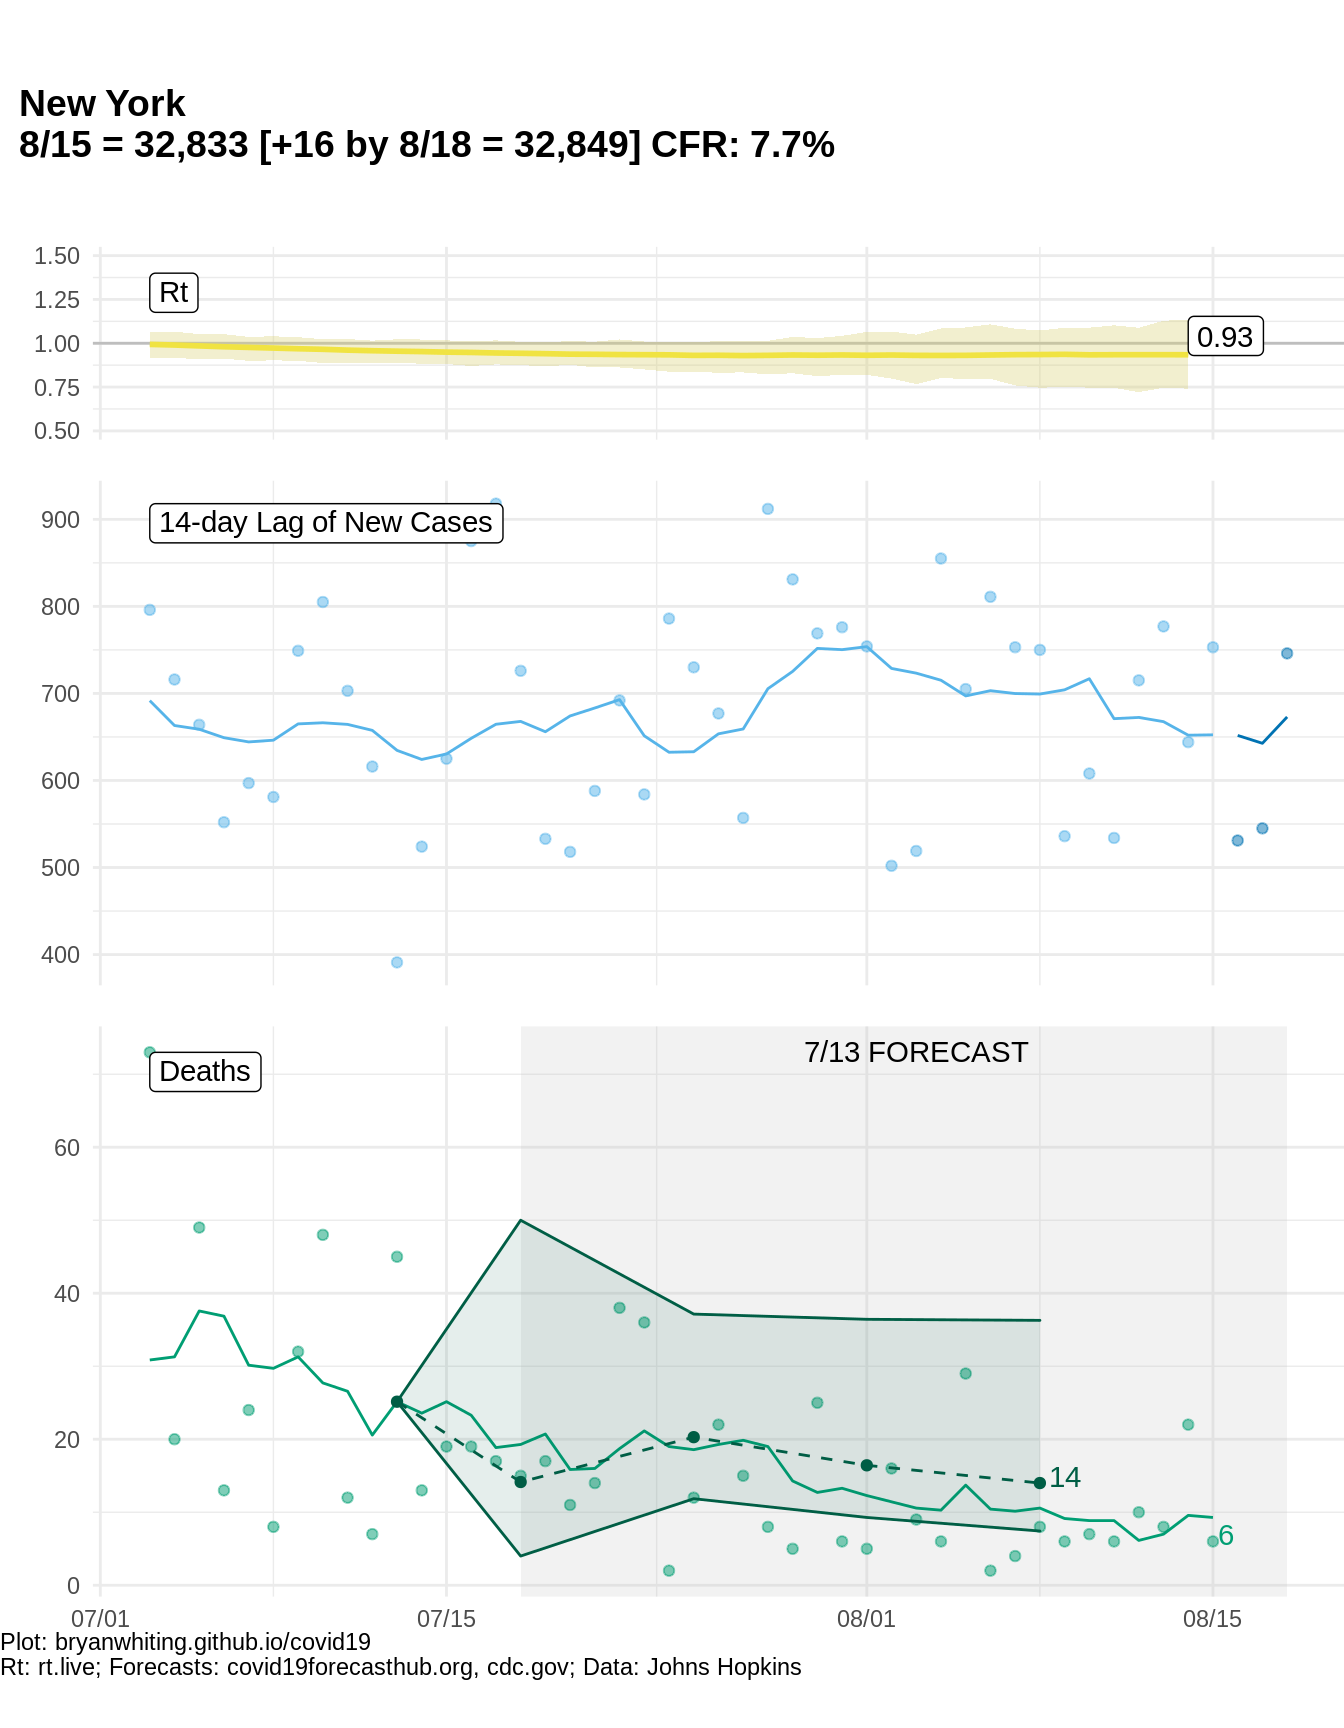 New York
8/15 = 32,833 [+16 by 8/18 = 32,849] CFR: 7.7%
1.50
Rt
1.25
1.00
0.93
0.75
0.50
900
14-day Lag of New Cases
800
700
600
500
400
7/13 FORECAST
Deaths
60
40
20
14
6
0
07/01 07/15 08/01 08/15
Plot: bryanwhiting.github.io/covid19
Rt: rt.live; Forecasts: covid19forecasthub.org, cdc.gov; Data: Johns Hopkins